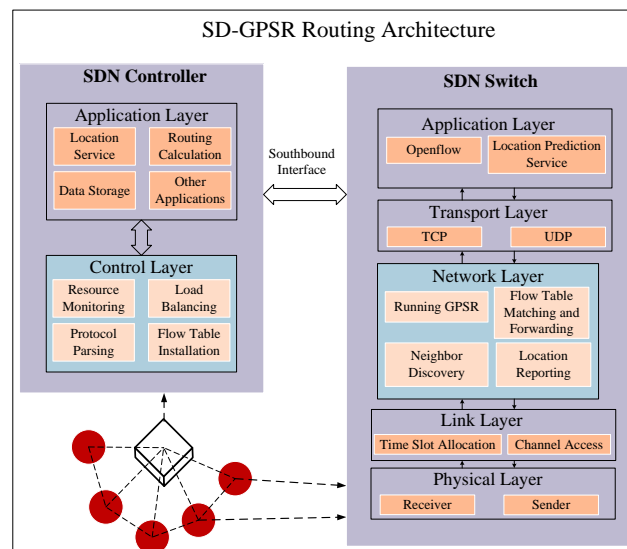 SD-GPSR Routing Architecture
SDN Controller
Application Layer
Location
Service
Routing
Calculation
Data Storage
Other
Applications
Control Layer
Resource
Monitoring
Load
Balancing
Protocol
Parsing
Flow Table
Installation
Southbound
Interface
SDN Switch
Application Layer
Openflow
Location Prediction
Service
Transport Layer
TCP
UDP
Network Layer
Running GPSR
Flow Table
Matching and
Forwarding
Neighbor
Discovery
Location
Reporting
Link Layer
Time Slot Allocation
Channel Access
Physical Layer
Receiver
Sender